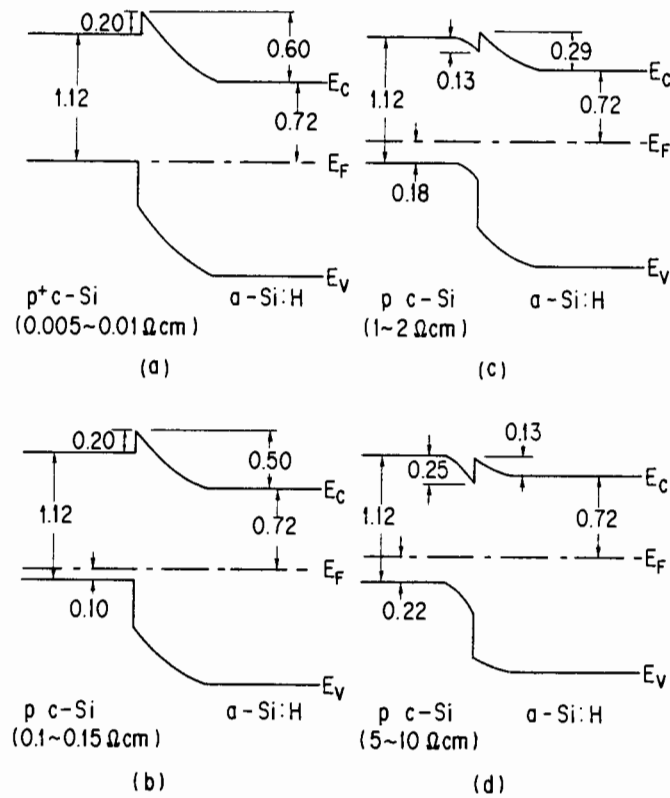 0.20
0.60
1.12
E_C
0.72
E_F
E_V
p⁺ c-Si
a-Si:H
(0.005~0.01 Ωcm)
(a)
0.13
0.29
1.12
E_C
0.72
E_F
0.18
E_V
p c-Si
a-Si:H
(1~2 Ωcm)
(c)
0.20
0.50
1.12
E_C
0.72
E_F
0.10
E_V
p c-Si
a-Si:H
(0.1~0.15 Ωcm)
(b)
0.13
0.25
E_C
1.12
0.72
E_F
0.22
E_V
p c-Si
a-Si:H
(5~10 Ωcm)
(d)